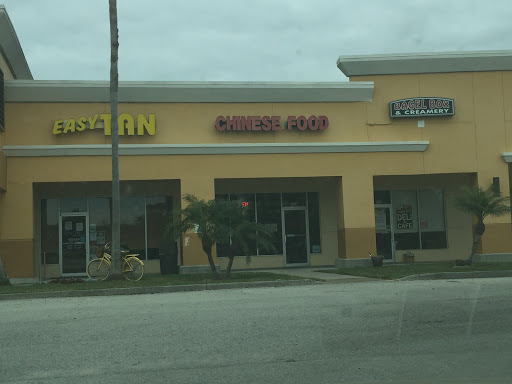 EASY TAN
CHINESE FOOD
BAGEL BOX
& CREAMERY
DELI
CAFE